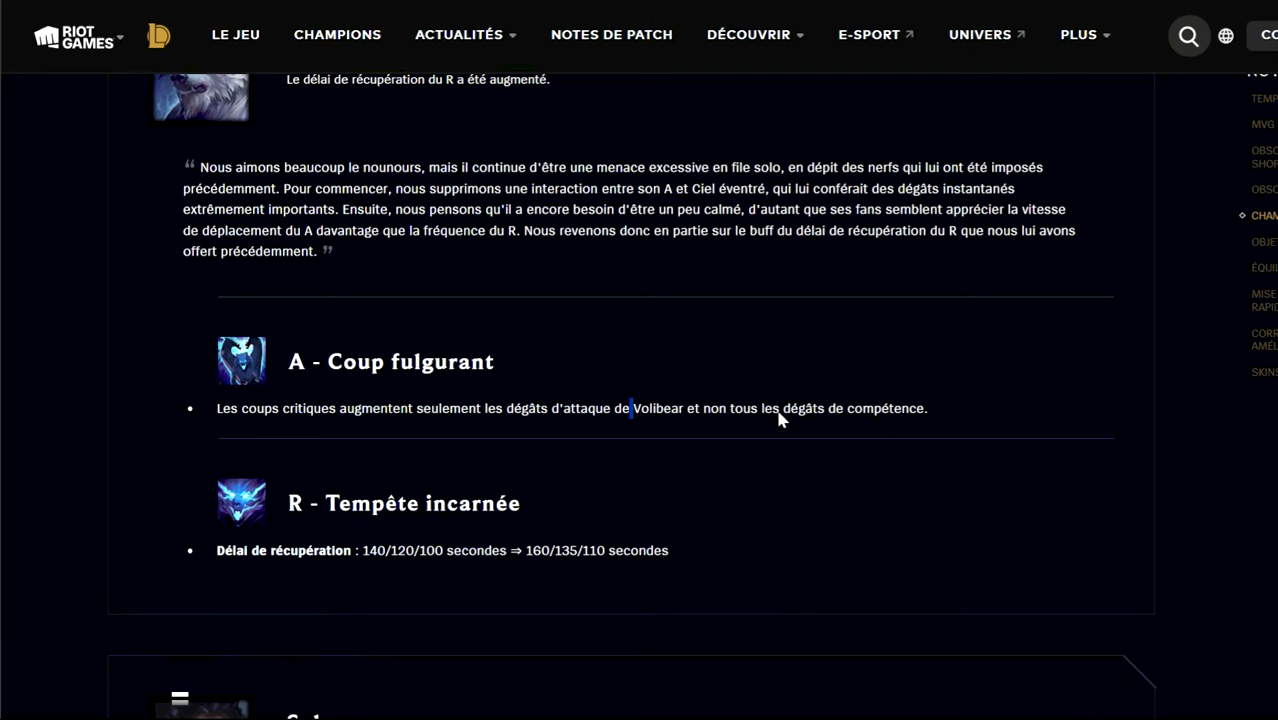 RIOT GAMES
LE JEU
CHAMPIONS
ACTUALITÉS
NOTES DE PATCH
DÉCOUVRIR
E-SPORT
UNIVERS
PLUS
Le délai de récupération du R a été augmenté.
TEMP
MVG
OBSC
SHOP
OBSC
CHAM
OBJE
ÉQUIL
MISE
RAPID
CORR
AMÉL
SKINS
“ Nous aimons beaucoup le nounours, mais il continue d'être une menace excessive en file solo, en dépit des nerfs qui lui ont été imposés
précédemment. Pour commencer, nous supprimons une interaction entre son A et Ciel éventré, qui lui conférait des dégâts instantanés
extrêmement importants. Ensuite, nous pensons qu'il a encore besoin d'être un peu calmé, d'autant que ses fans semblent apprécier la vitesse
de déplacement du A davantage que la fréquence du R. Nous revenons donc en partie sur le buff du délai de récupération du R que nous lui avons
offert précédemment. ”
A - Coup fulgurant
• Les coups critiques augmentent seulement les dégâts d'attaque de Volibear et non tous les dégâts de compétence.
R - Tempête incarnée
• Délai de récupération : 140/120/100 secondes ⇒ 160/135/110 secondes